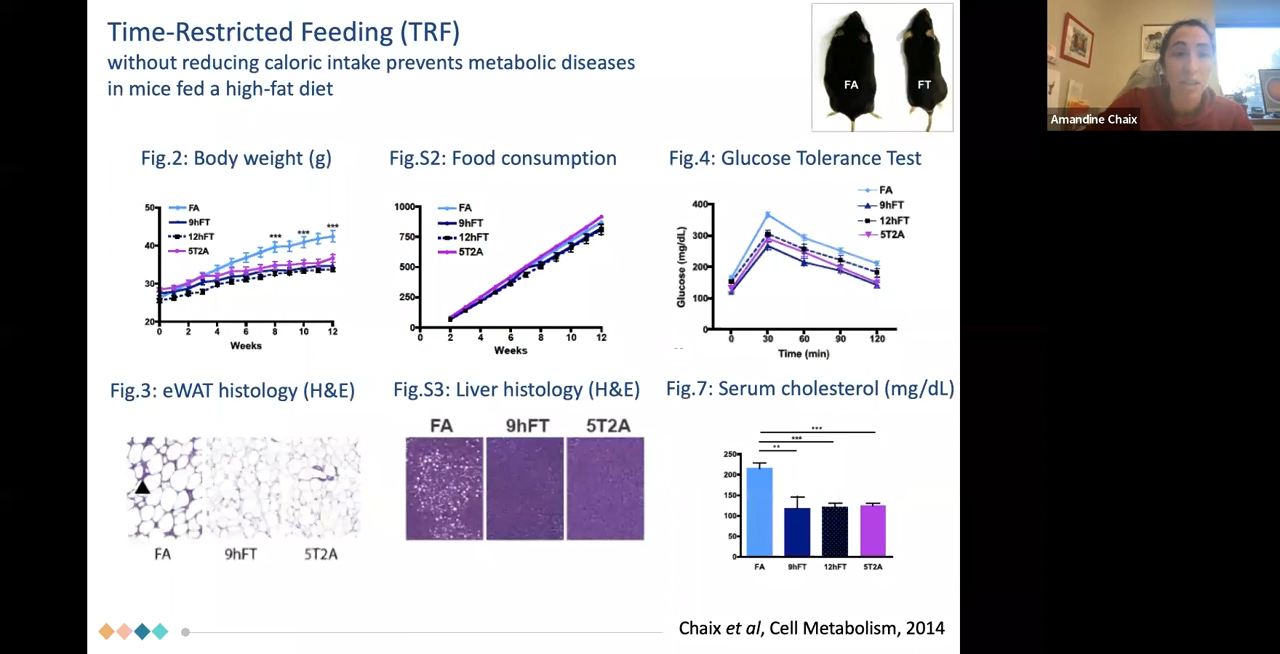 Time-Restricted Feeding (TRF)
without reducing caloric intake prevents metabolic diseases
in mice fed a high-fat diet
FA
FT
Amandine Chaix
Fig.2: Body weight (g)
FA
9hFT
12hFT
5T2A
***
***
***
50
40
30
20
0 2 4 6 8 10 12
Weeks
Fig.S2: Food consumption
FA
9hFT
12hFT
5T2A
1000
750
500
250
0
0 2 4 6 8 10 12
Weeks
Fig.4: Glucose Tolerance Test
FA
9hFT
12hFT
5T2A
Glucose (mg/dL)
400
300
200
100
0
0 30 60 90 120
Time (min)
Fig.3: eWAT histology (H&E)
FA 9hFT 5T2A
Fig.S3: Liver histology (H&E)
FA 9hFT 5T2A
Fig.7: Serum cholesterol (mg/dL)
***
***
**
250
200
150
100
50
0
FA 9hFT 12hFT 5T2A
Chaix et al, Cell Metabolism, 2014